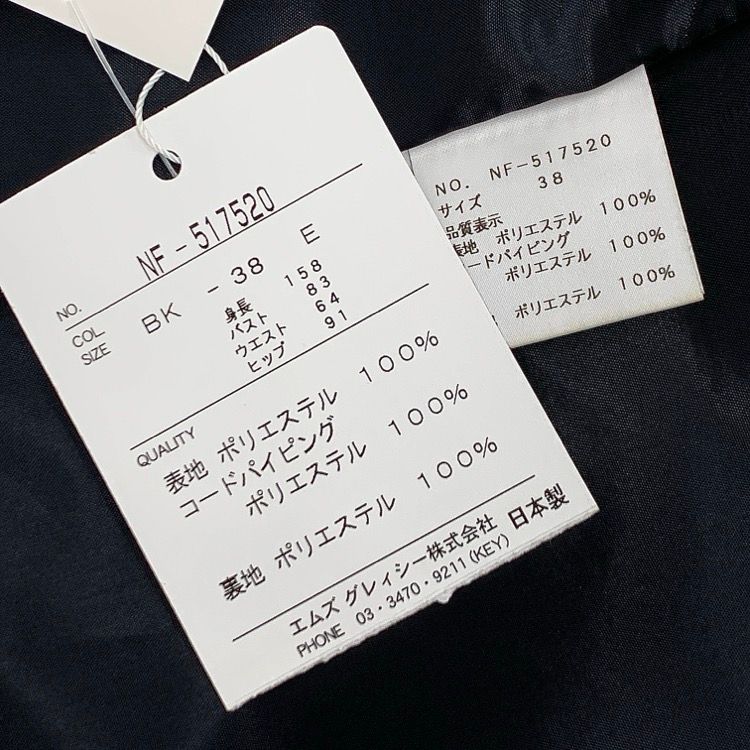 NO. NF-517520
COL
SIZE BK - 38 E
身長 158
バスト 83
ウエスト 64
ヒップ 91
QUALITY
表地 ポリエステル 100%
コードパイピング
ポリエステル 100%
裏地 ポリエステル 100%
エムズ グレィシー株式会社 日本製
PHONE 03・3470・9211(KEY)
NO. NF-517520
サイズ 38
品質表示
表地 ポリエステル 100%
コードパイピング
ポリエステル 100%
ポリエステル 100%